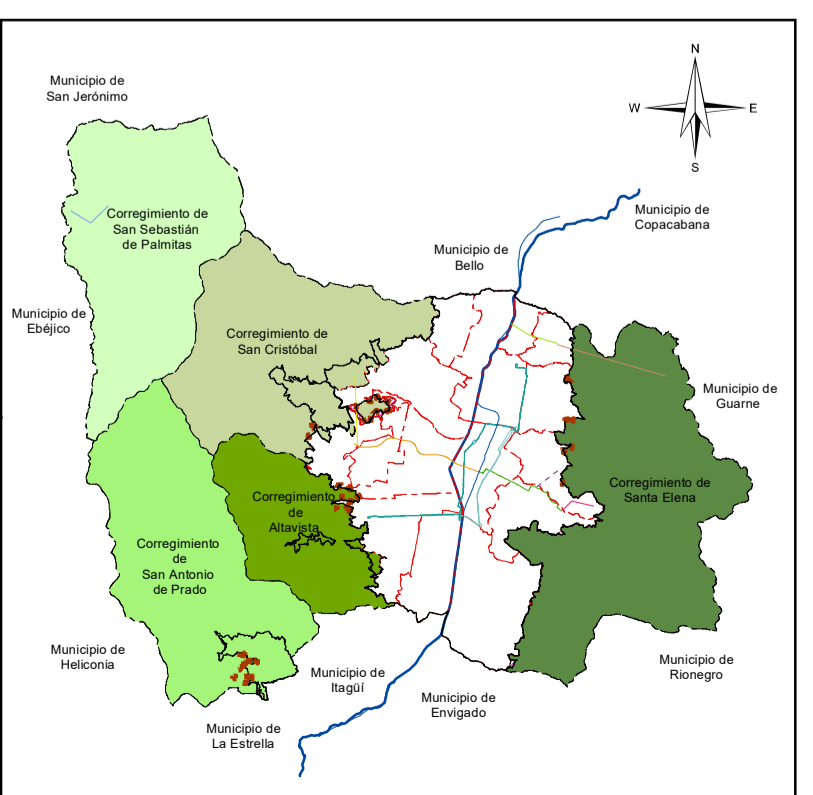 Municipio de
San Jerónimo
N
W
E
S
Corregimiento de
San Sebastián
de Palmitas
Municipio de
Copacabana
Municipio de
Bello
Municipio de
Ebéjico
Corregimiento de
San Cristóbal
Municipio de
Guarne
Corregimiento de
Santa Elena
Corregimiento
de
Altavista
Corregimiento
de
San Antonio
de Prado
Municipio de
Heliconia
Municipio de
Itagüí
Municipio de
Rionegro
Municipio de
Envigado
Municipio de
La Estrella